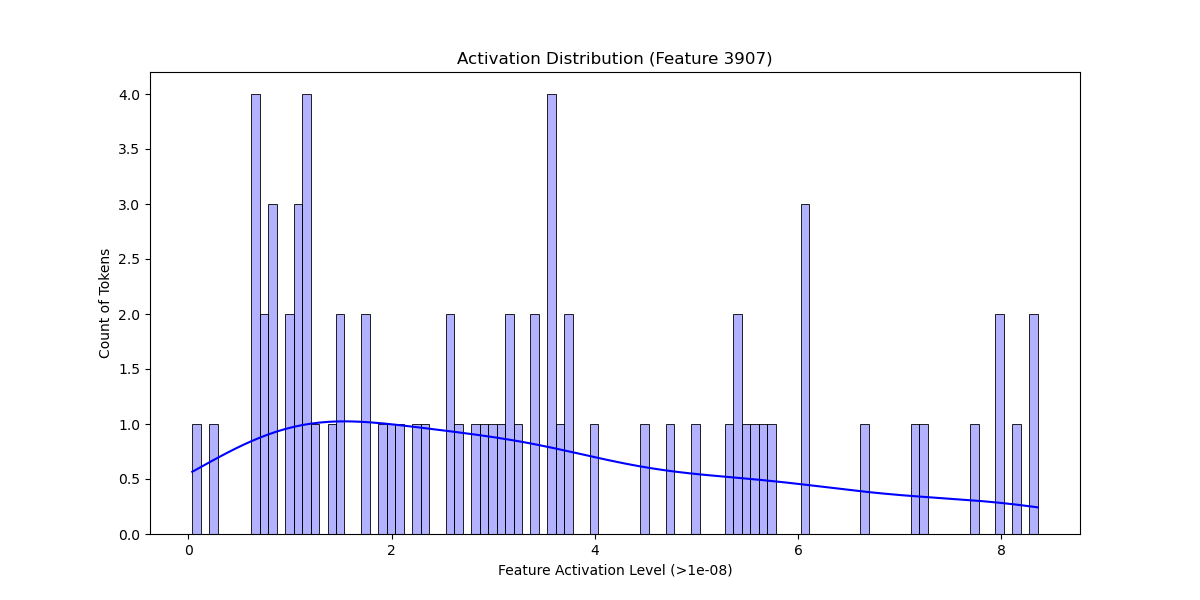 Activation Distribution (Feature 3907)
4.0
3.5
3.0
2.5
2.0
1.5
1.0
0.5
0.0
Count of Tokens
0 2 4 6 8
Feature Activation Level (>1e-08)